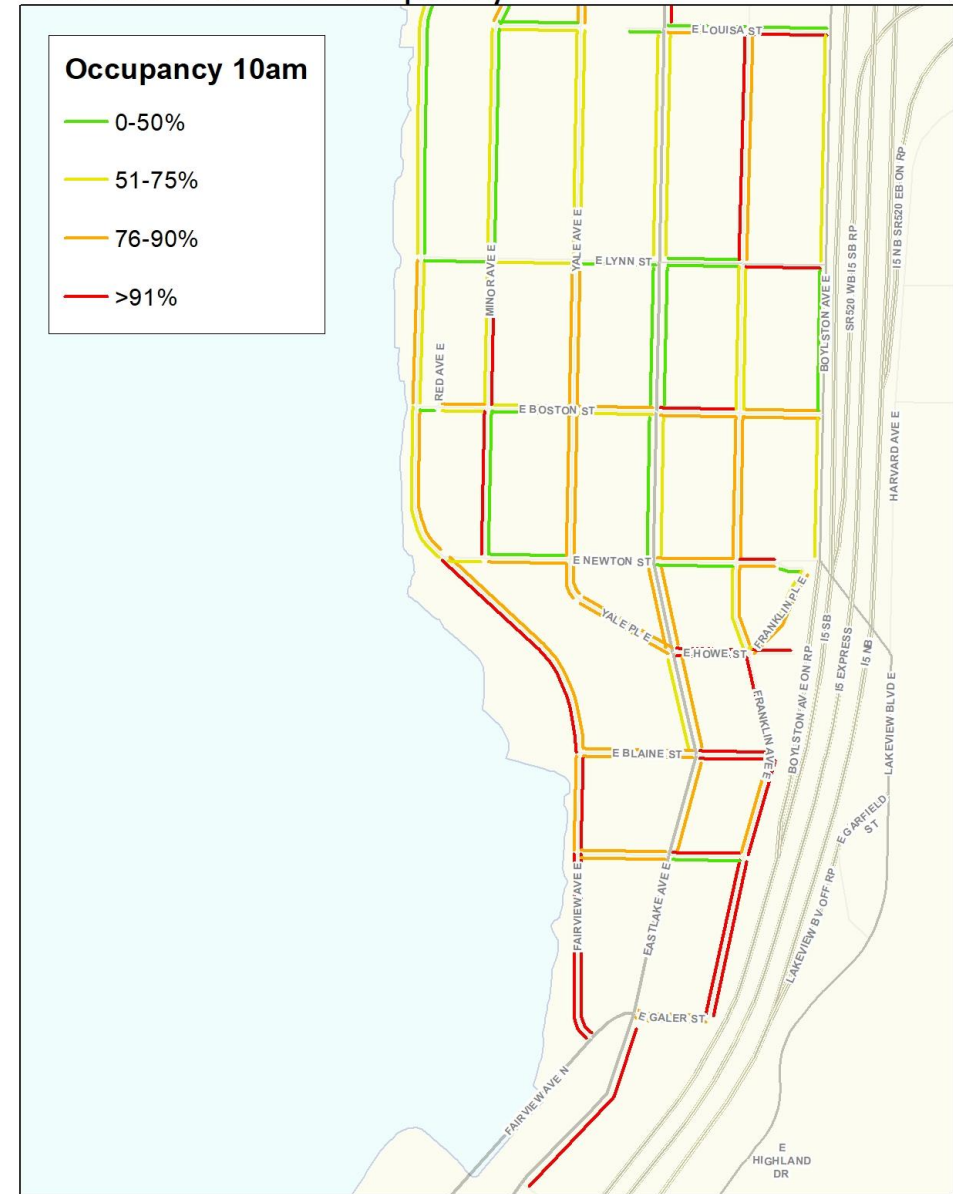 Occupancy 10am
0-50%
51-75%
76-90%
>91%
E LOUISA ST
I5 NB SR520 EB ON RP
SR520 WB I5 SB RP
YALE AVE E
MINOR AVE E
E LYNN ST
BOYLSTON AVE E
RED AVE E
E BOSTON ST
HARVARD AVE E
E NEWTON ST
FRANKLIN PL E
YALE PL E
I5 SB
E HOWE ST
I5 EXPRESS
I5 NB
BOYLSTON AVE ON RP
FRANKLIN AVE E
LAKEVIEW BLVD E
E BLAINE ST
E GARFIELD
ST
FAIRVIEW AVE E
EASTLAKE AVE E
LAKEVIEW BV OFF RP
E GALER ST
FAIRVIEW AVE N
E
HIGHLAND
DR